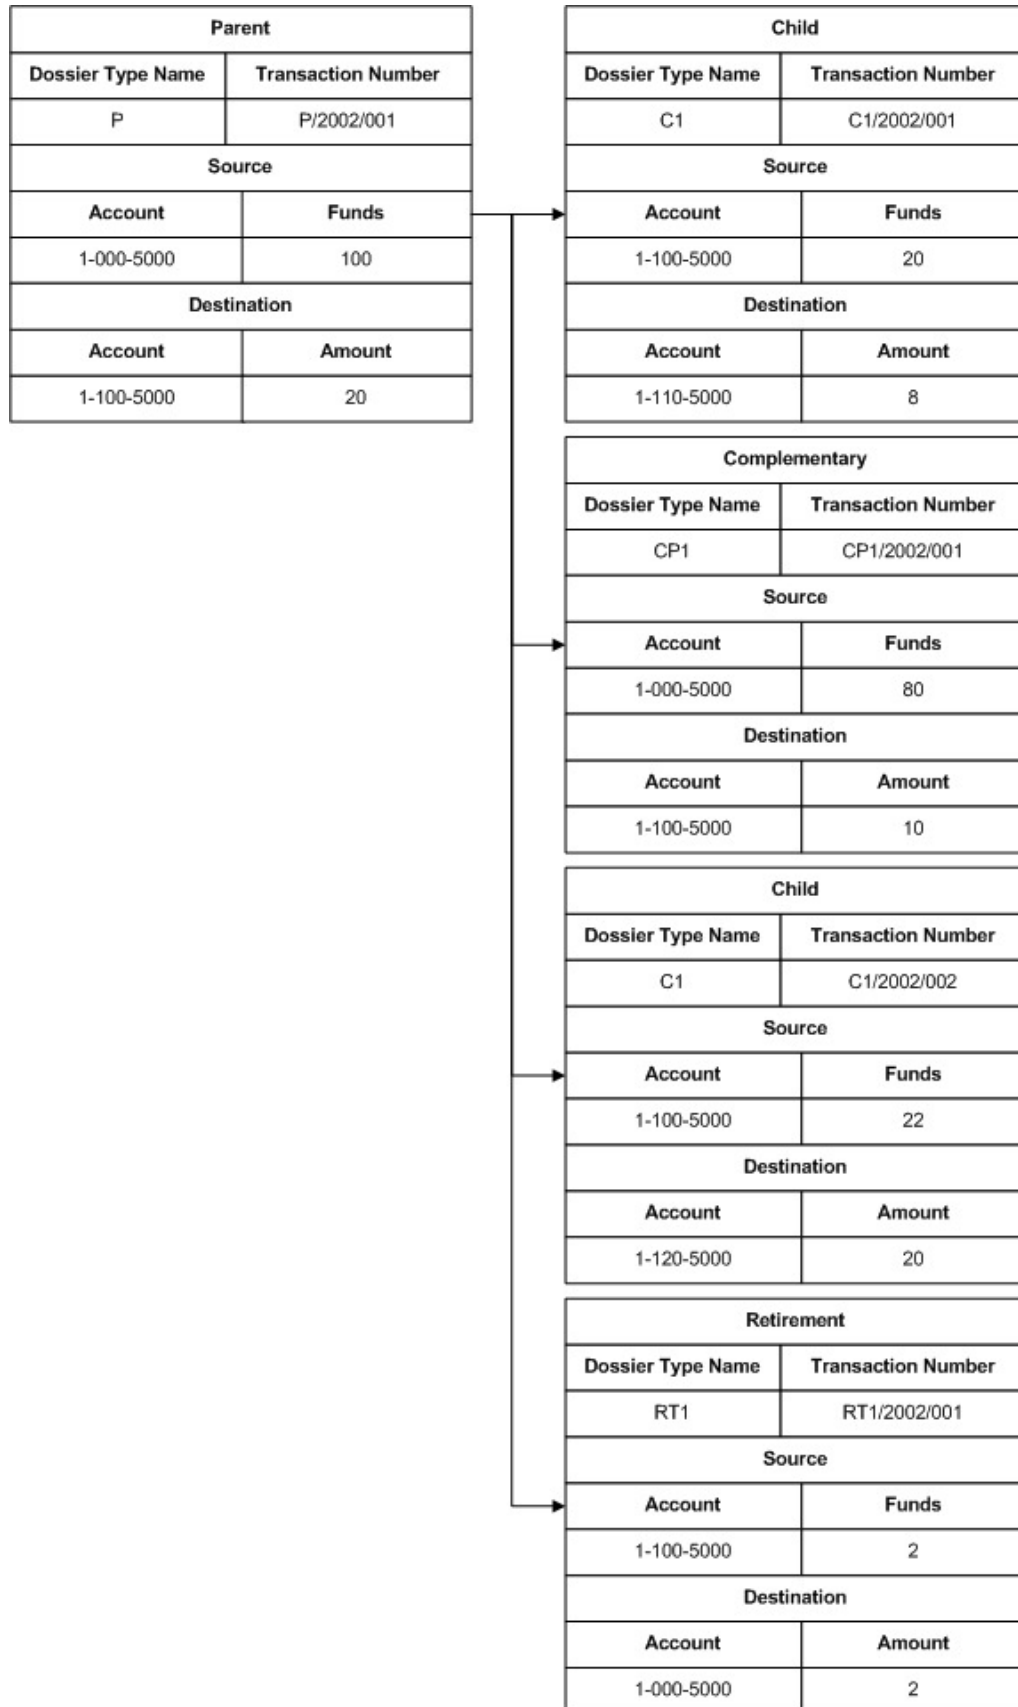 Parent
Dossier Type Name Transaction Number
P P/2002/001
Source
Account Funds
1-000-5000 100
Destination
Account Amount
1-100-5000 20
Child
Dossier Type Name Transaction Number
C1 C1/2002/001
Source
Account Funds
1-100-5000 20
Destination
Account Amount
1-110-5000 8
Complementary
Dossier Type Name Transaction Number
CP1 CP1/2002/001
Source
Account Funds
1-000-5000 80
Destination
Account Amount
1-100-5000 10
Child
Dossier Type Name Transaction Number
C1 C1/2002/002
Source
Account Funds
1-100-5000 22
Destination
Account Amount
1-120-5000 20
Retirement
Dossier Type Name Transaction Number
RT1 RT1/2002/001
Source
Account Funds
1-100-5000 2
Destination
Account Amount
1-000-5000 2